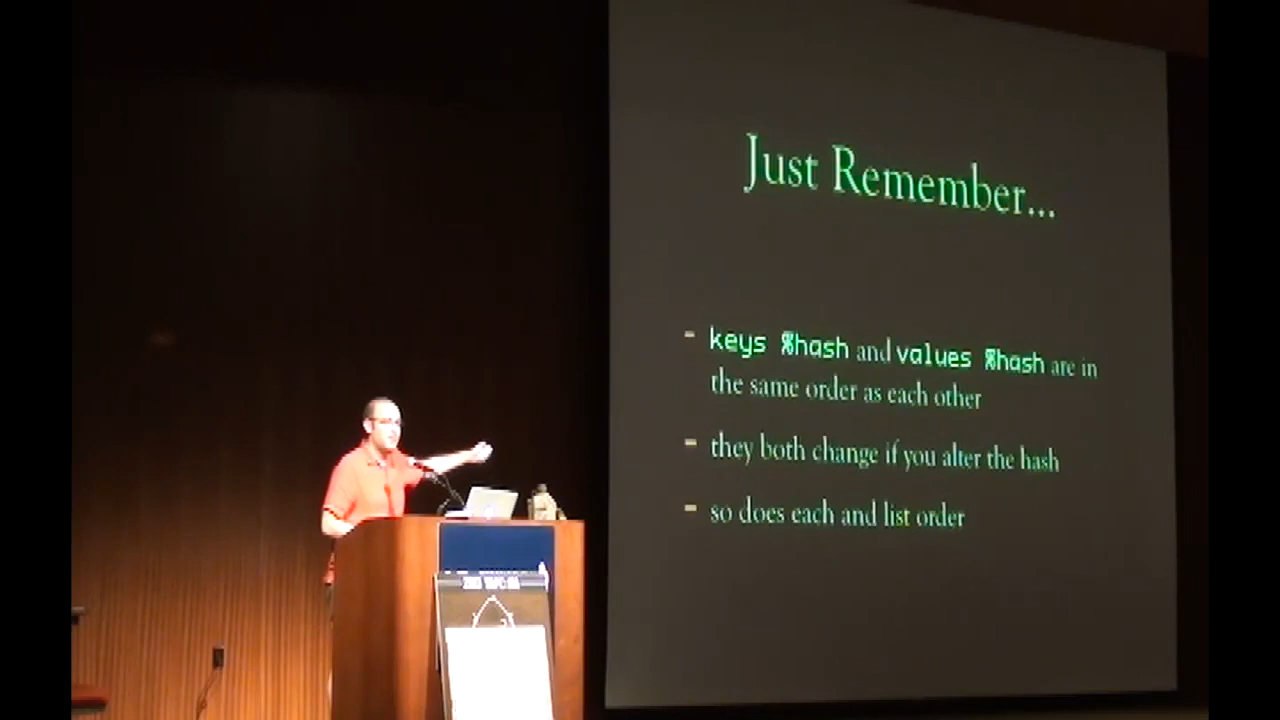 Just Remember...
- keys %hash and values %hash are in
the same order as each other
- they both change if you alter the hash
- so does each and list order